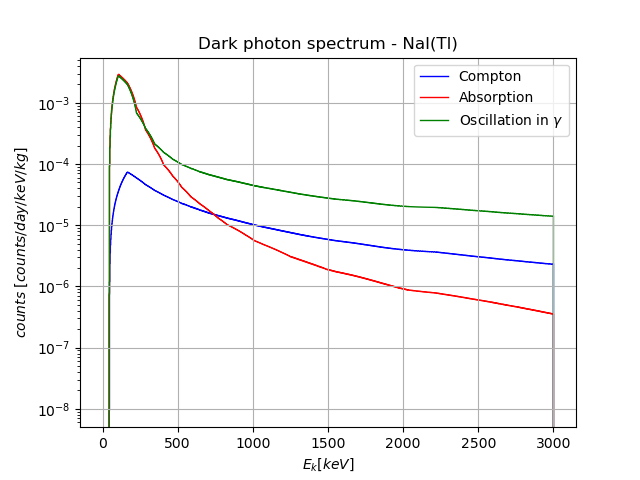 Dark photon spectrum - NaI(Tl)
Compton
Absorption
Oscillation in γ
counts [counts/day/keV/kg]
10⁻³
10⁻⁴
10⁻⁵
10⁻⁶
10⁻⁷
10⁻⁸
0 500 1000 1500 2000 2500 3000
Eₖ[keV]